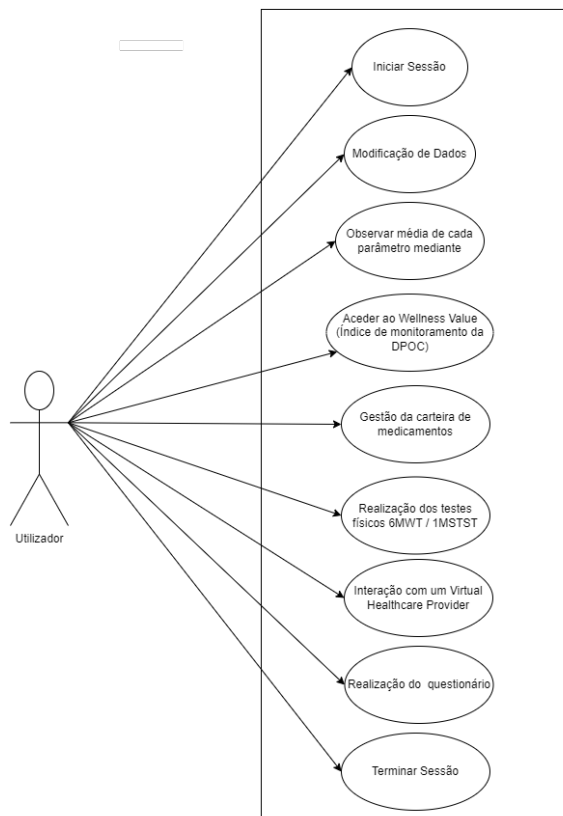 Iniciar Sessão
Modificação de Dados
Observar média de cada
parâmetro mediante
Aceder ao Wellness Value
(Índice de monitoramento da
DPOC)
Gestão da carteira de
medicamentos
Realização dos testes
físicos 6MWT / 1MSTST
Utilizador
Interação com um Virtual
Healthcare Provider
Realização do questionário
Terminar Sessão